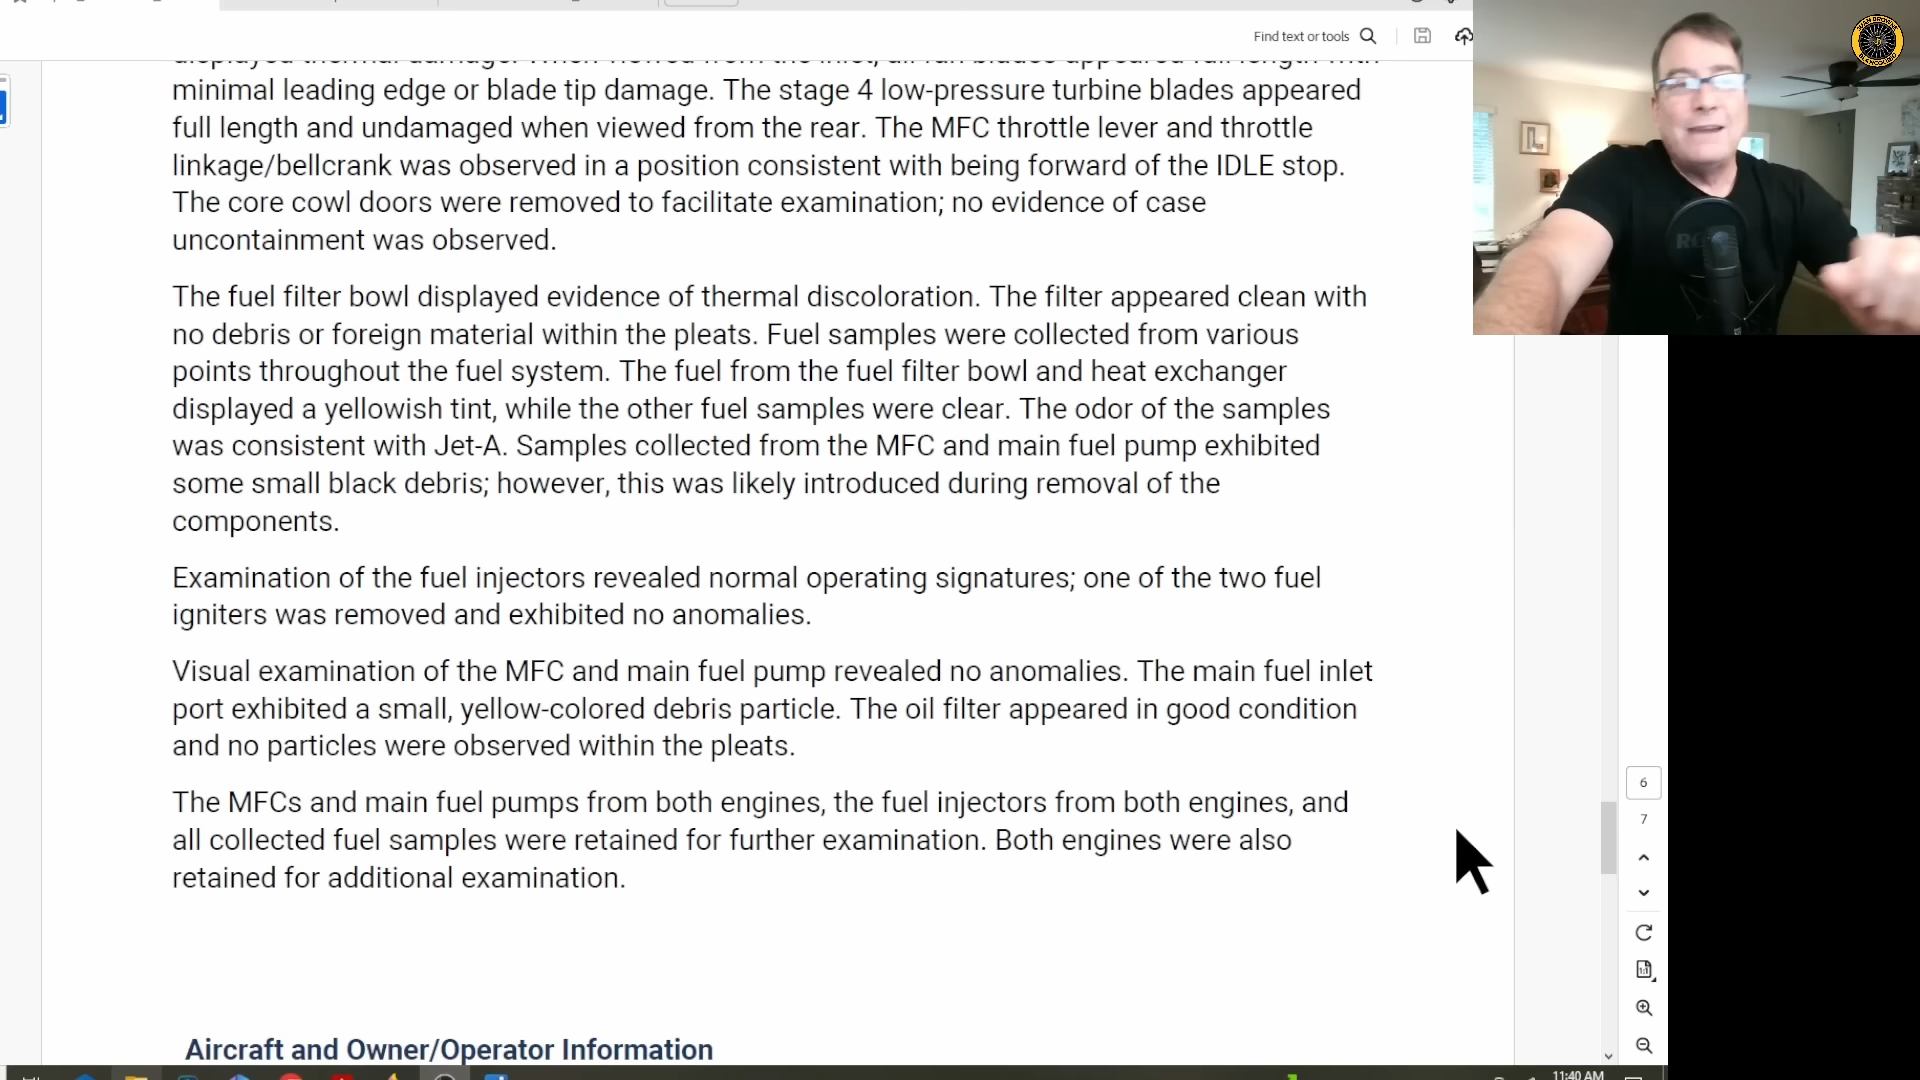 Find text or tools
minimal leading edge or blade tip damage. The stage 4 low-pressure turbine blades appeared
full length and undamaged when viewed from the rear. The MFC throttle lever and throttle
linkage/bellcrank was observed in a position consistent with being forward of the IDLE stop.
The core cowl doors were removed to facilitate examination; no evidence of case
uncontainment was observed.
The fuel filter bowl displayed evidence of thermal discoloration. The filter appeared clean with
no debris or foreign material within the pleats. Fuel samples were collected from various
points throughout the fuel system. The fuel from the fuel filter bowl and heat exchanger
displayed a yellowish tint, while the other fuel samples were clear. The odor of the samples
was consistent with Jet-A. Samples collected from the MFC and main fuel pump exhibited
some small black debris; however, this was likely introduced during removal of the
components.
Examination of the fuel injectors revealed normal operating signatures; one of the two fuel
igniters was removed and exhibited no anomalies.
Visual examination of the MFC and main fuel pump revealed no anomalies. The main fuel inlet
port exhibited a small, yellow-colored debris particle. The oil filter appeared in good condition
and no particles were observed within the pleats.
The MFCs and main fuel pumps from both engines, the fuel injectors from both engines, and
all collected fuel samples were retained for further examination. Both engines were also
retained for additional examination.
Aircraft and Owner/Operator Information
6
7
11:40 AM